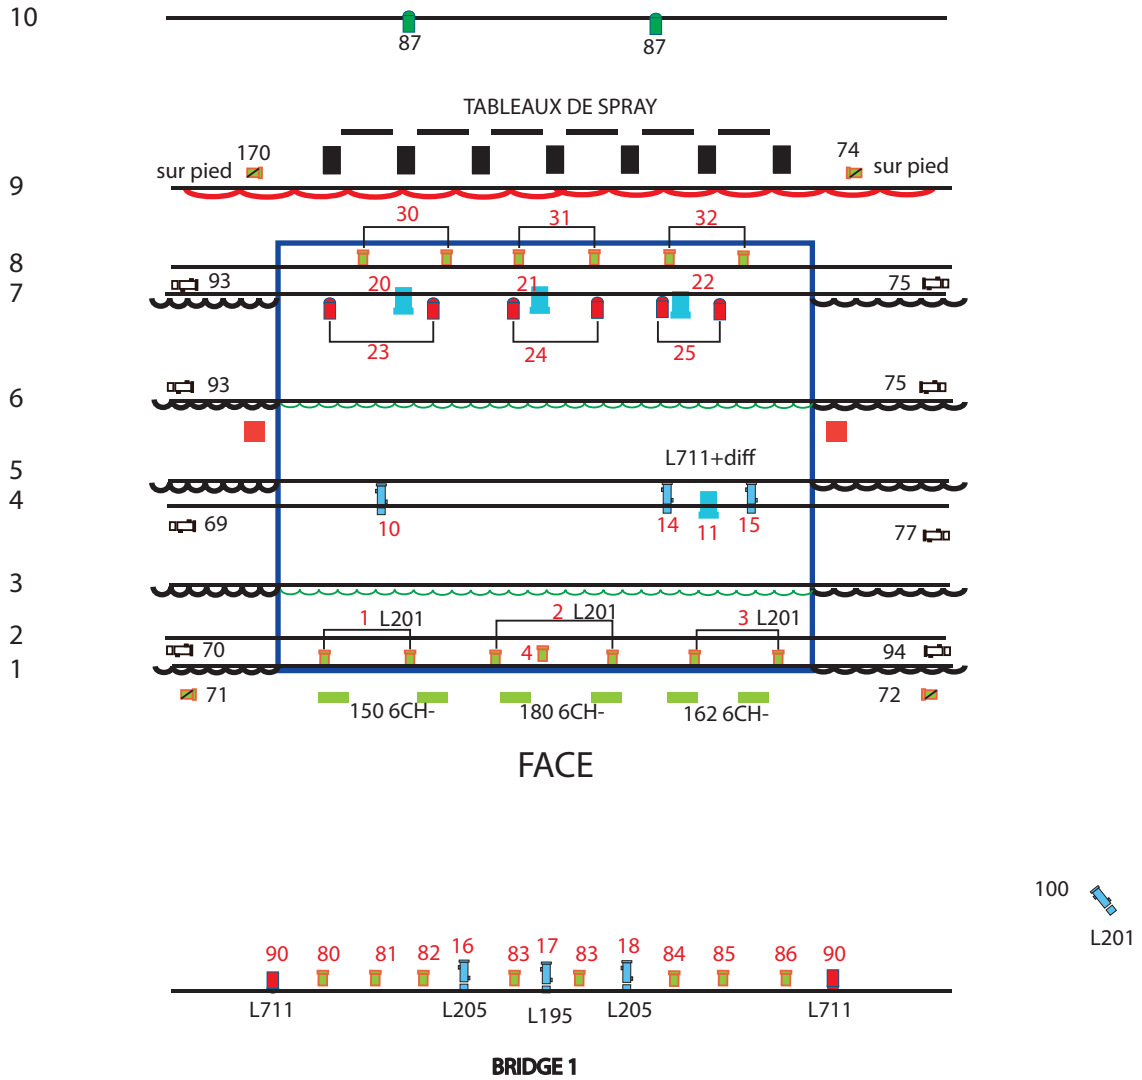 10
87 87
TABLEAUX DE SPRAY
sur pied 170 74 sur pied
9
30 31 32
8
93 20 21 22 75
7
23 24 25
93 75
6
L711+diff
5
4
69 10 14 11 15 77
3
1 L201 2 L201 3 L201
2
70 4 94
1
71 72
150 6CH- 180 6CH- 162 6CH-
FACE
100
L201
90 80 81 82 16 83 17 83 18 84 85 86 90
L711 L205 L195 L205 L711
BRIDGE 1